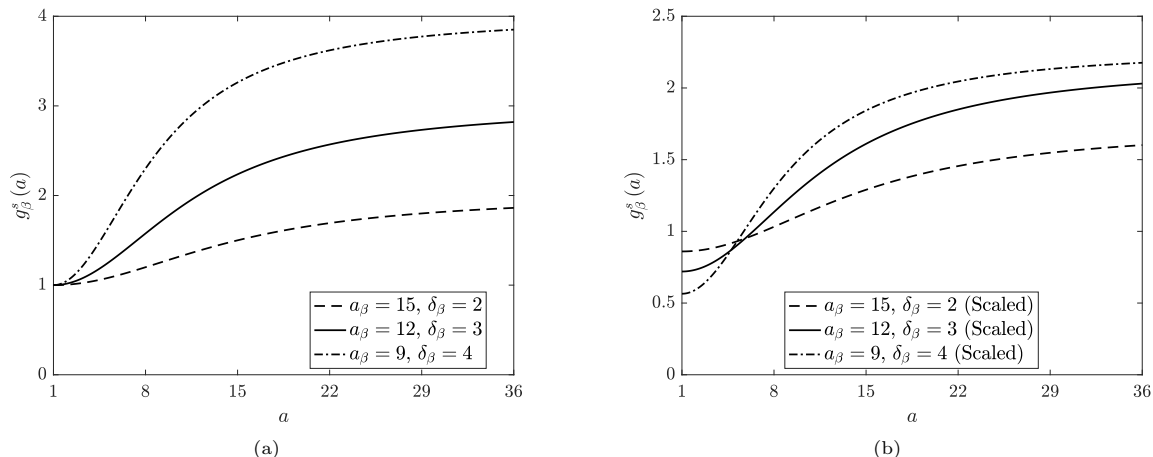 4
3
2
1
0
g_β^s(a)
a_β = 15, δ_β = 2
a_β = 12, δ_β = 3
a_β = 9, δ_β = 4
1 8 15 22 29 36
a
(a)
2.5
2
1.5
1
0.5
0
g_β^s(a)
a_β = 15, δ_β = 2 (Scaled)
a_β = 12, δ_β = 3 (Scaled)
a_β = 9, δ_β = 4 (Scaled)
1 8 15 22 29 36
a
(b)